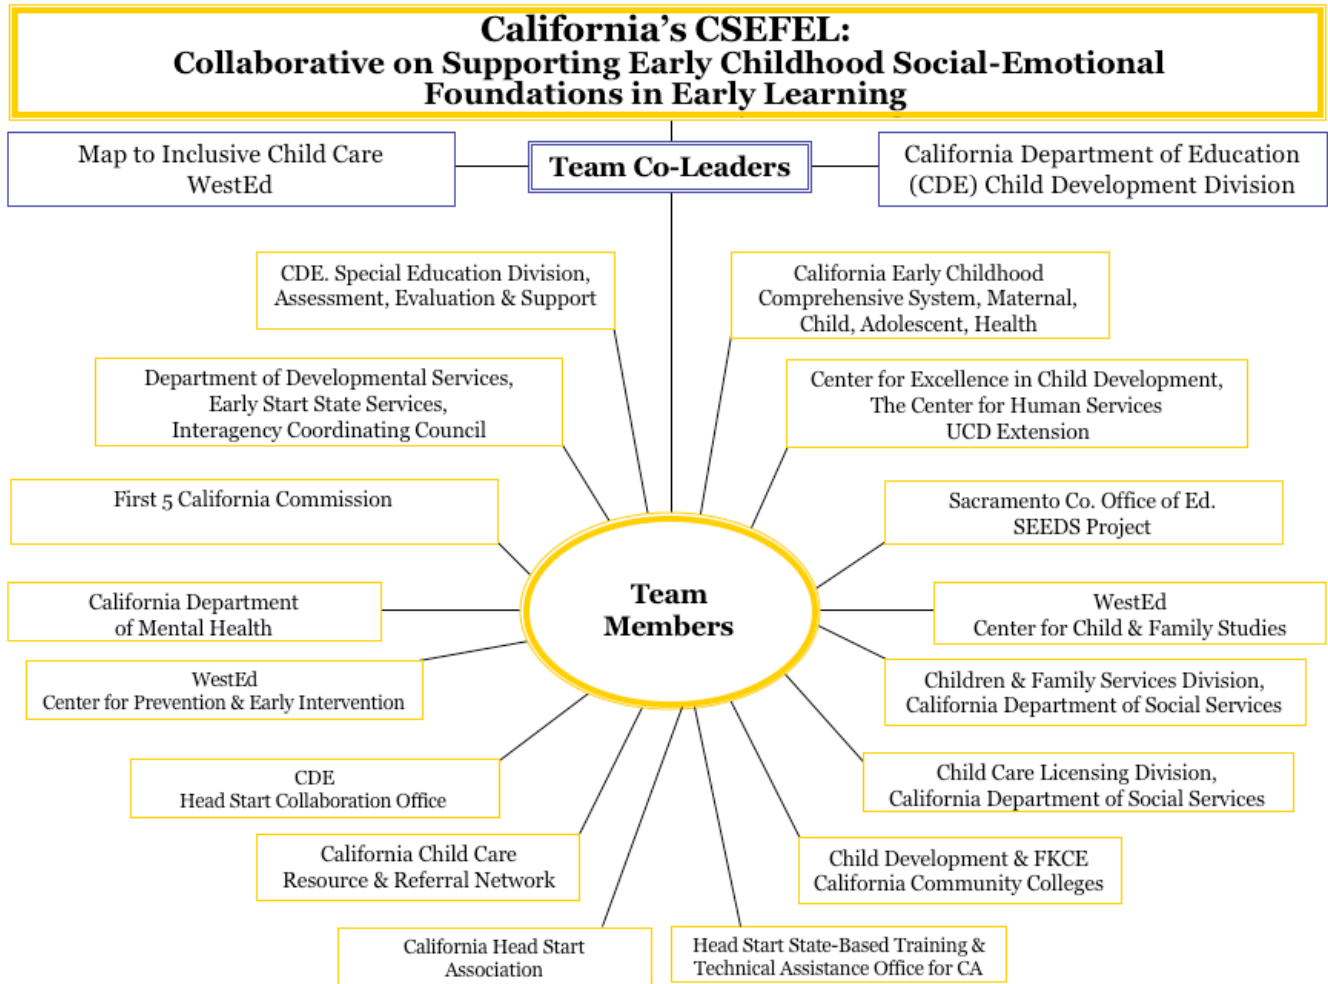 California's CSEFEL:
Collaborative on Supporting Early Childhood Social-Emotional
Foundations in Early Learning
Map to Inclusive Child Care
WestEd
Team Co-Leaders
California Department of Education
(CDE) Child Development Division
CDE. Special Education Division,
Assessment, Evaluation & Support
California Early Childhood
Comprehensive System, Maternal,
Child, Adolescent, Health
Department of Developmental Services,
Early Start State Services,
Interagency Coordinating Council
Center for Excellence in Child Development,
The Center for Human Services
UCD Extension
First 5 California Commission
Sacramento Co. Office of Ed.
SEEDS Project
Team
Members
California Department
of Mental Health
WestEd
Center for Child & Family Studies
WestEd
Center for Prevention & Early Intervention
Children & Family Services Division,
California Department of Social Services
CDE
Head Start Collaboration Office
Child Care Licensing Division,
California Department of Social Services
California Child Care
Resource & Referral Network
Child Development & FKCE
California Community Colleges
California Head Start
Association
Head Start State-Based Training &
Technical Assistance Office for CA